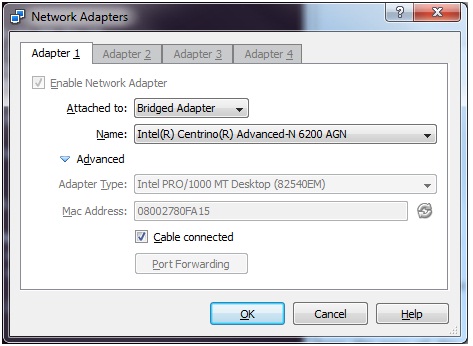 Network Adapters
Adapter 1 Adapter 2 Adapter 3 Adapter 4
Enable Network Adapter
Attached to: Bridged Adapter
Name: Intel(R) Centrino(R) Advanced-N 6200 AGN
Advanced
Adapter Type: Intel PRO/1000 MT Desktop (82540EM)
Mac Address: 08002780FA15
Cable connected
Port Forwarding
OK Cancel Help